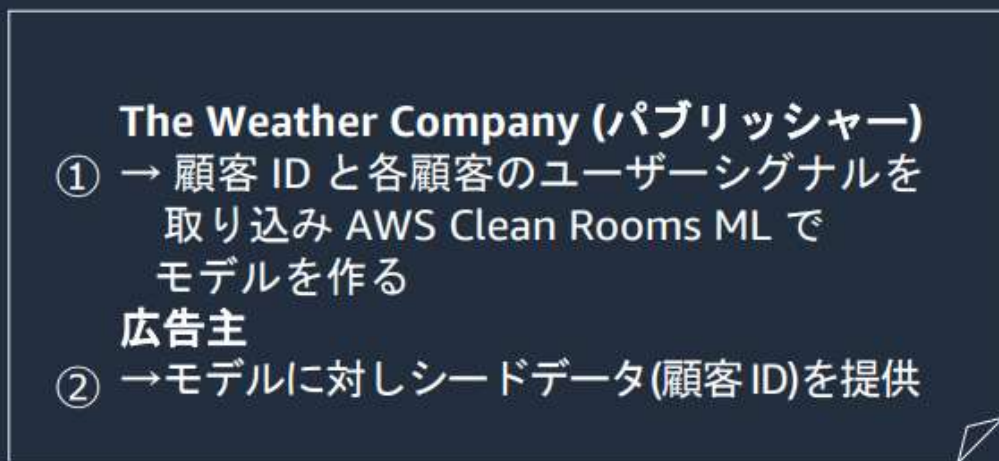 The Weather Company (パブリッシャー)
① → 顧客 ID と各顧客のユーザーシグナルを
取り込み AWS Clean Rooms ML で
モデルを作る
広告主
② →モデルに対しシードデータ(顧客 ID)を提供